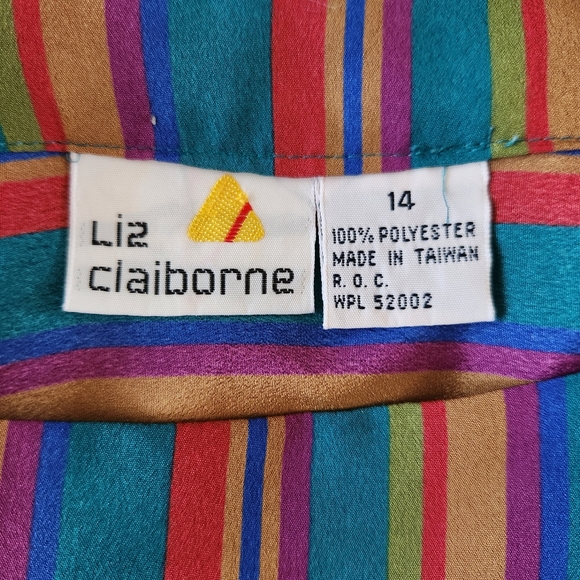 Liz
claiborne
14
100% POLYESTER
MADE IN TAIWAN
R. O. C.
WPL 52002